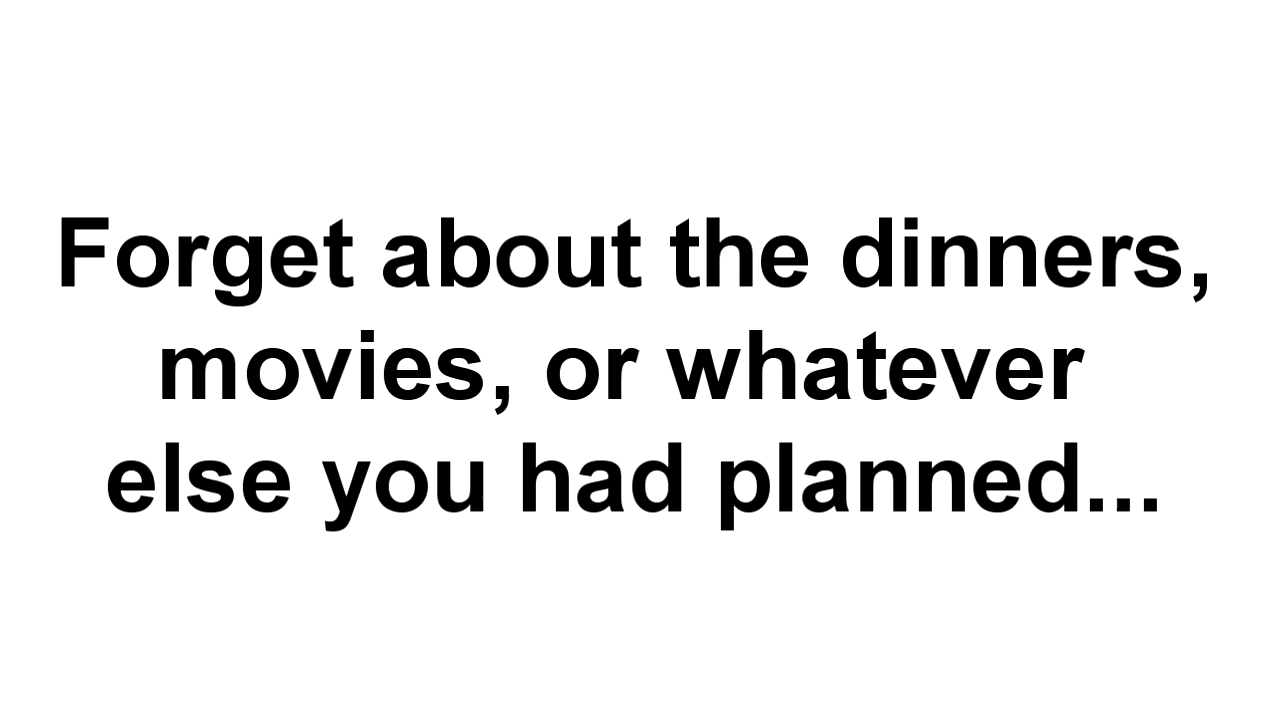 Forget about the dinners,
movies, or whatever
else you had planned...